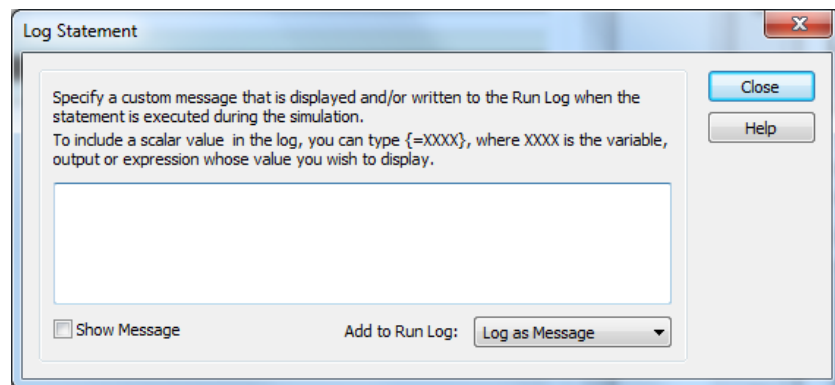 Log Statement
Specify a custom message that is displayed and/or written to the Run Log when the
statement is executed during the simulation.
To include a scalar value in the log, you can type {=XXXX}, where XXXX is the variable,
output or expression whose value you wish to display.
Close
Help
Show Message
Add to Run Log: Log as Message